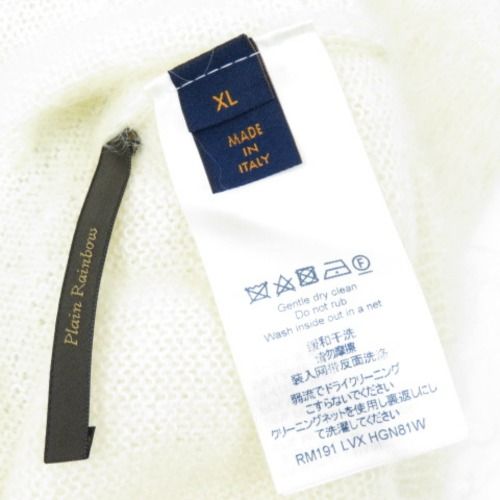 XL
MADE
IN
ITALY
Plain Rainbow
Gentle dry clean
Do not rub
Wash inside out in a net
缓和干洗
请勿摩擦
装入网袋反面洗涤
弱流でドライクリーニング
こすらないでください
クリーニングネットを使用し裏返しにし
て洗濯してください
RM191 LVX HGN81W